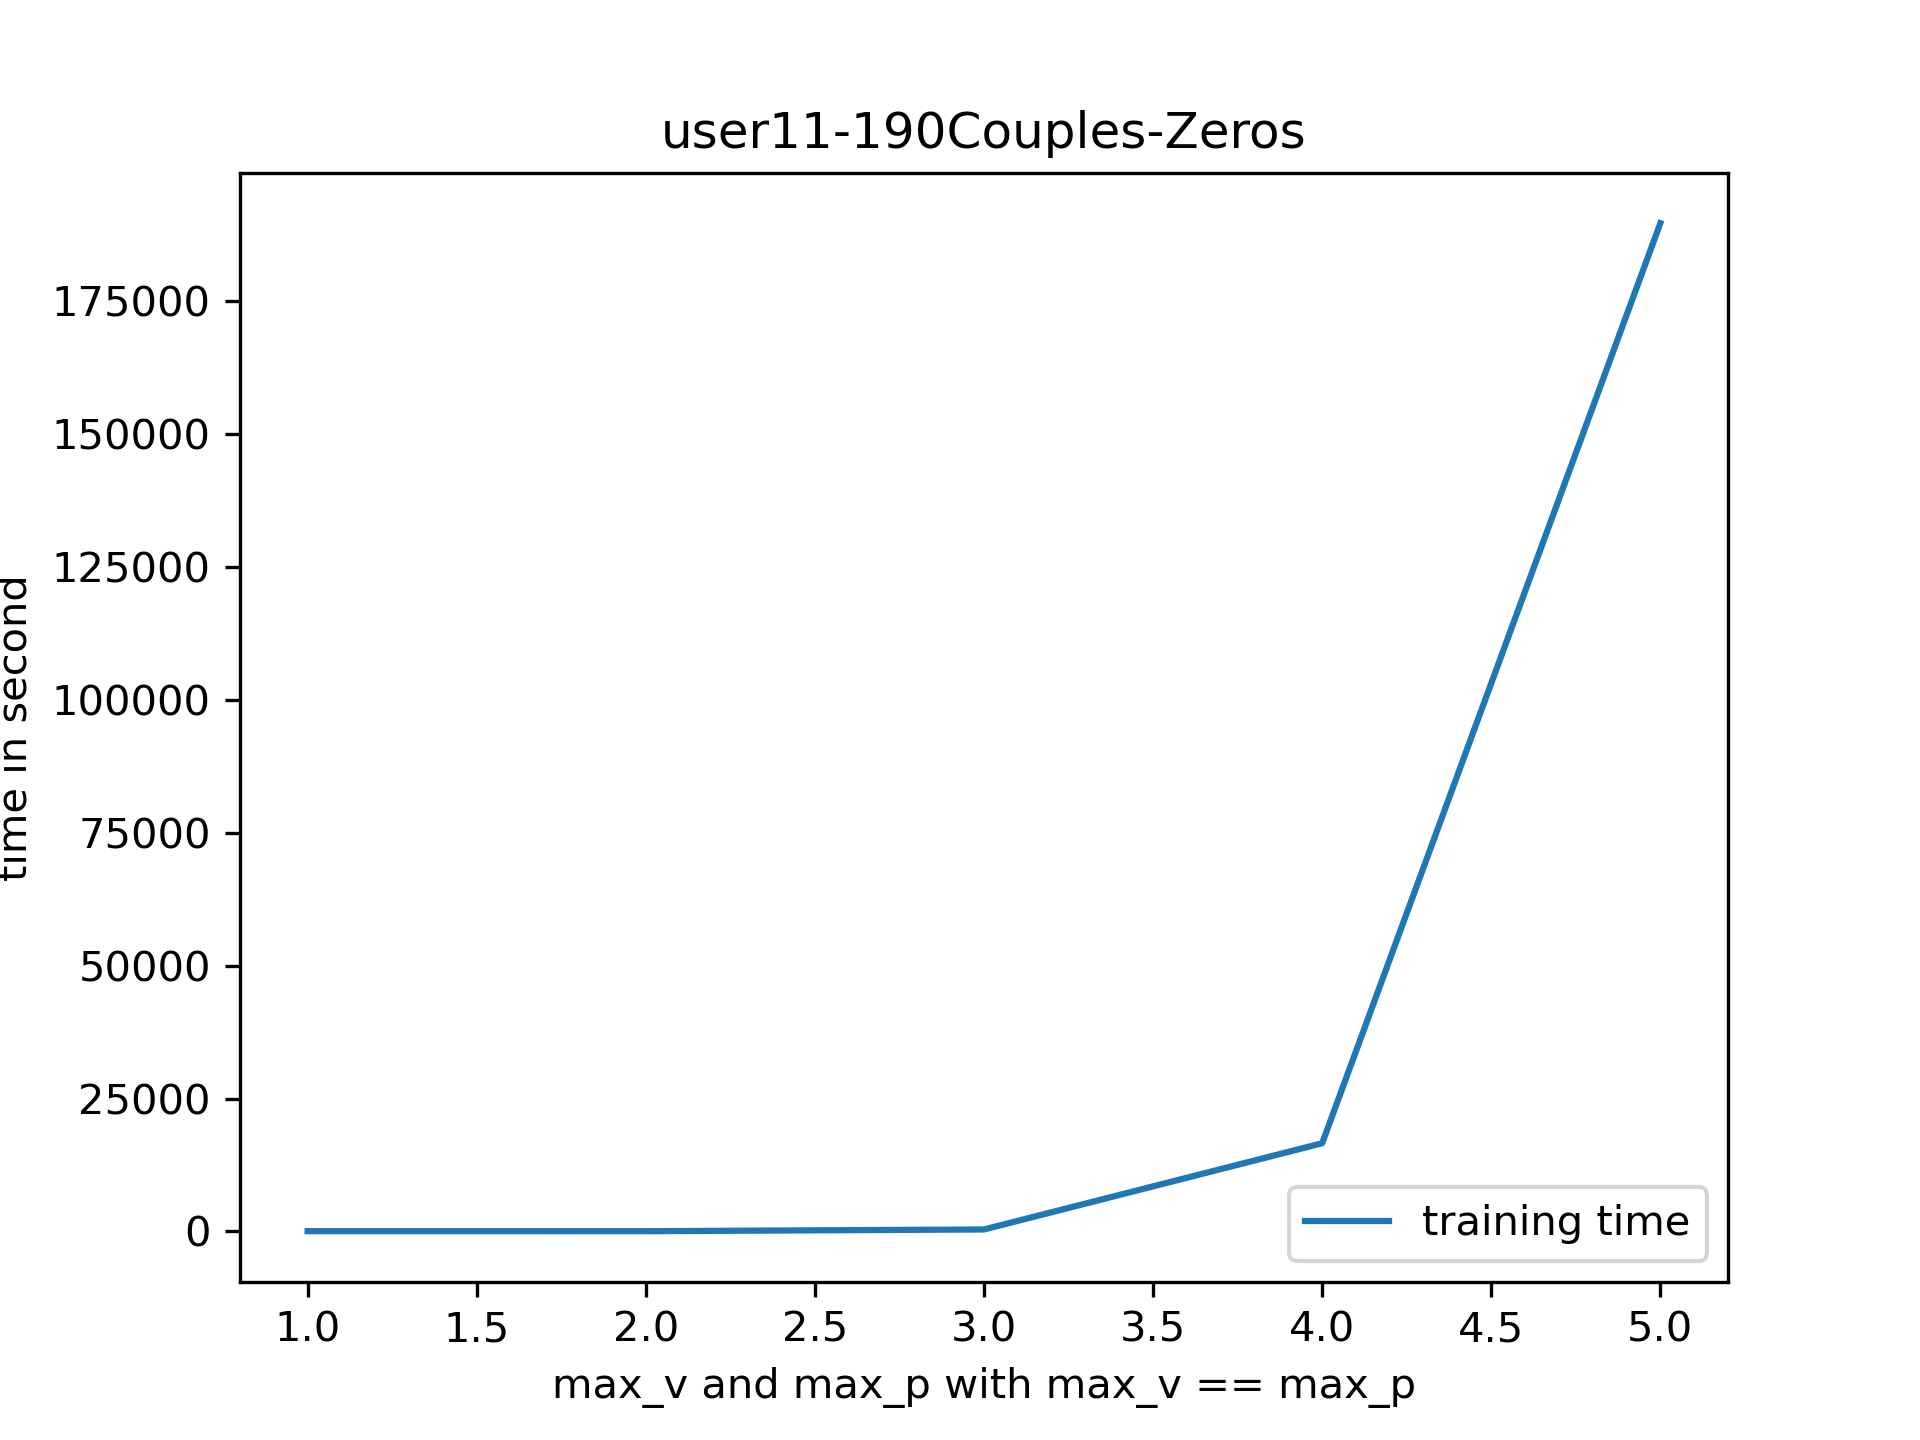 user11-190Couples-Zeros
time in second
175000
150000
125000
100000
75000
50000
25000
0
training time
1.0 1.5 2.0 2.5 3.0 3.5 4.0 4.5 5.0
max_v and max_p with max_v == max_p